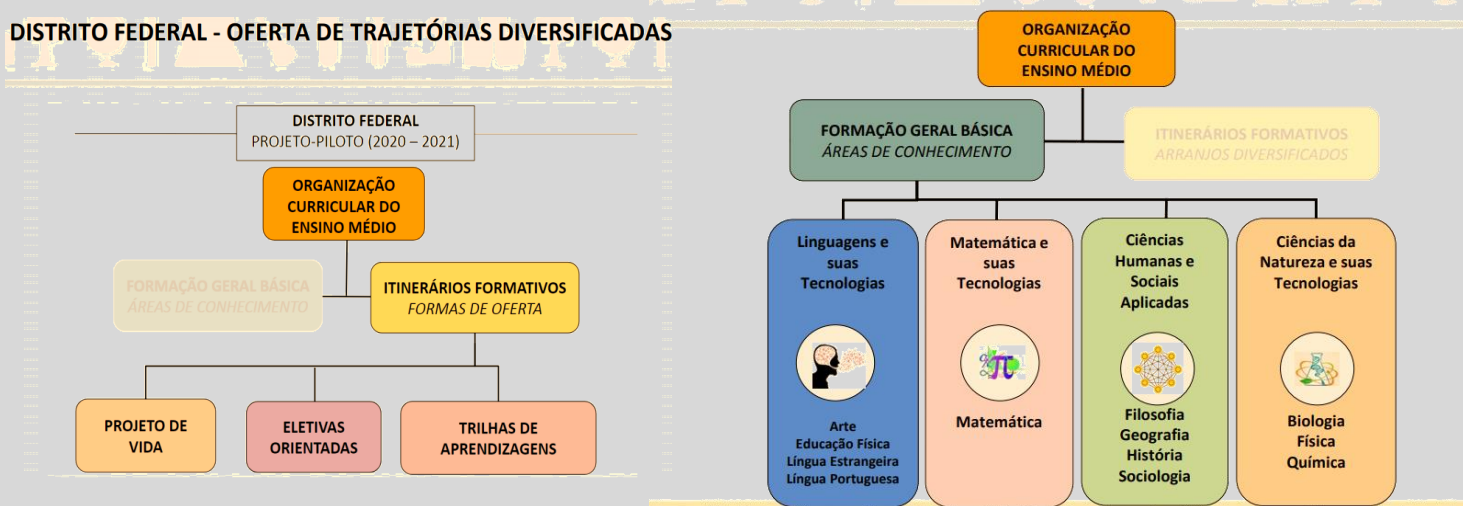 DISTRITO FEDERAL - OFERTA DE TRAJETÓRIAS DIVERSIFICADAS
DISTRITO FEDERAL
PROJETO-PILOTO (2020 – 2021)
ORGANIZAÇÃO
CURRICULAR DO
ENSINO MÉDIO
FORMAÇÃO GERAL BÁSICA
ÁREAS DE CONHECIMENTO
ITINERÁRIOS FORMATIVOS
FORMAS DE OFERTA
PROJETO DE
VIDA
ELETIVAS
ORIENTADAS
TRILHAS DE
APRENDIZAGENS
ORGANIZAÇÃO
CURRICULAR DO
ENSINO MÉDIO
FORMAÇÃO GERAL BÁSICA
ÁREAS DE CONHECIMENTO
ITINERÁRIOS FORMATIVOS
ARRANJOS DIVERSIFICADOS
Linguagens e
suas
Tecnologias
Arte
Educação Física
Língua Estrangeira
Língua Portuguesa
Matemática e
suas
Tecnologias
Matemática
Ciências
Humanas e
Sociais
Aplicadas
Filosofia
Geografia
História
Sociologia
Ciências da
Natureza e suas
Tecnologias
Biologia
Física
Química